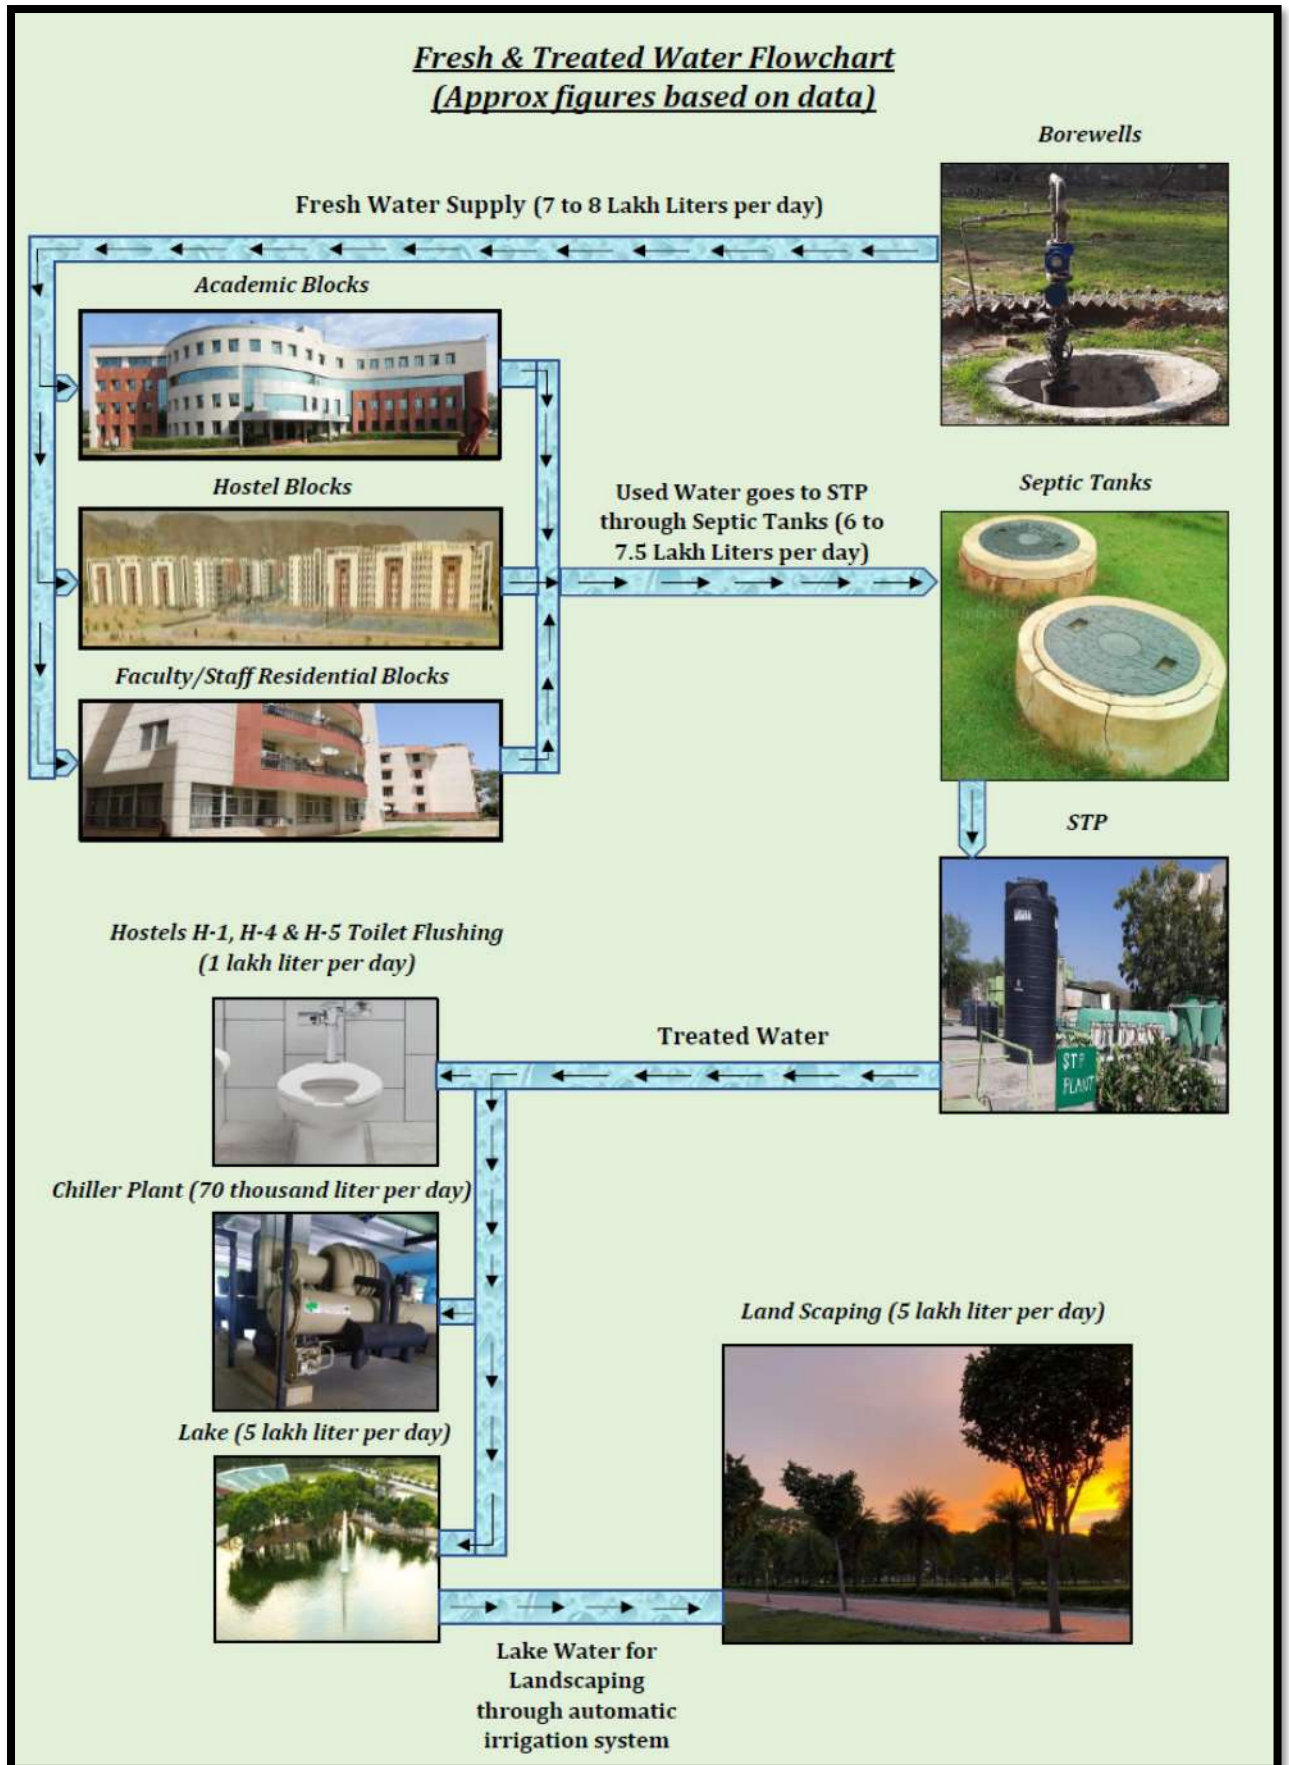 Fresh & Treated Water Flowchart
(Approx figures based on data)
Borewells
Fresh Water Supply (7 to 8 Lakh Liters per day)
Academic Blocks
Hostel Blocks
Used Water goes to STP
through Septic Tanks (6 to
7.5 Lakh Liters per day)
Septic Tanks
Faculty/Staff Residential Blocks
STP
Hostels H-1, H-4 & H-5 Toilet Flushing
(1 lakh liter per day)
Treated Water
STP
PLANT
Chiller Plant (70 thousand liter per day)
Land Scaping (5 lakh liter per day)
Lake (5 lakh liter per day)
Lake Water for
Landscaping
through automatic
irrigation system